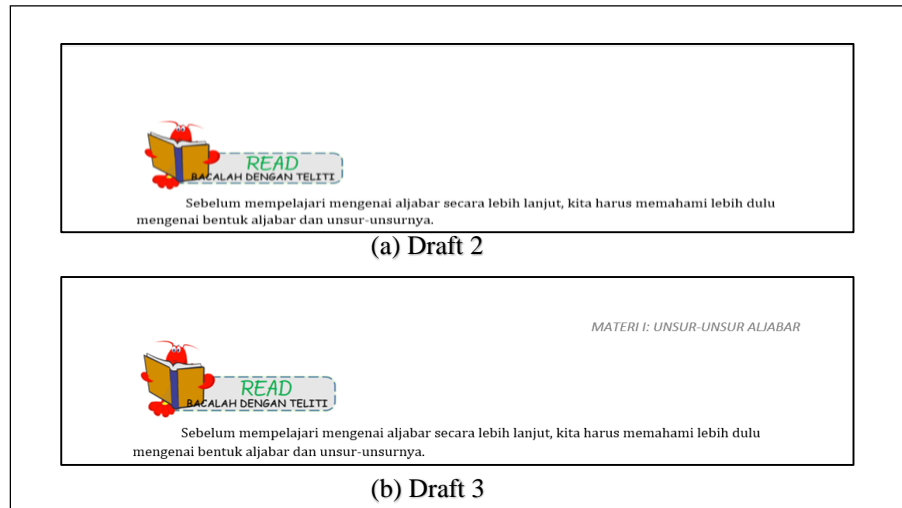 READ
BACALAH DENGAN TELITI
Sebelum mempelajari mengenai aljabar secara lebih lanjut, kita harus memahami lebih dulu
mengenai bentuk aljabar dan unsur-unsurnya.
(a) Draft 2
MATERI I: UNSUR-UNSUR ALJABAR
READ
BACALAH DENGAN TELITI
Sebelum mempelajari mengenai aljabar secara lebih lanjut, kita harus memahami lebih dulu
mengenai bentuk aljabar dan unsur-unsurnya.
(b) Draft 3